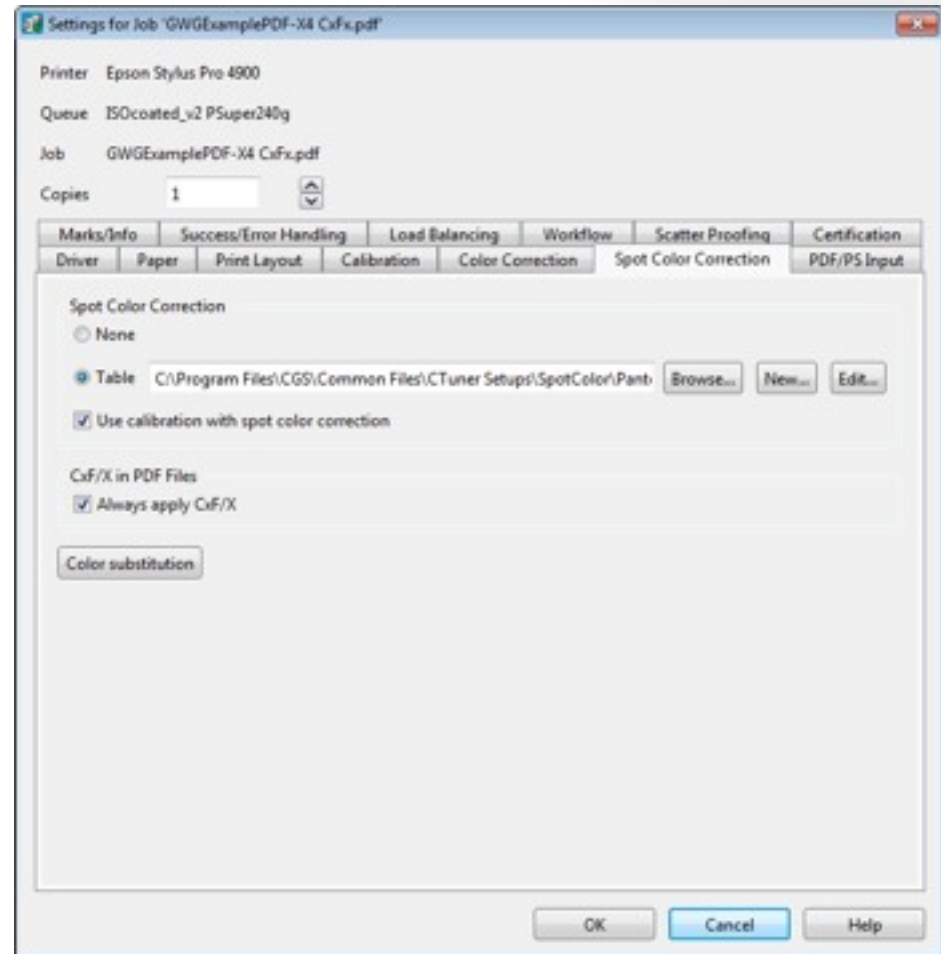 Settings for Job 'GWGExamplePDF-X4 CxFx.pdf'
Printer Epson Stylus Pro 4900
Queue ISOcoated_v2 PSuper240g
Job GWGExamplePDF-X4 CxFx.pdf
Copies 1
Marks/Info Success/Error Handling Load Balancing Workflow Scatter Proofing Certification
Driver Paper Print Layout Calibration Color Correction Spot Color Correction PDF/PS Input
Spot Color Correction
None
Table C:\Program Files\CGS\Common Files\CTuner Setups\SpotColor\Pant Browse... New... Edit...
Use calibration with spot color correction
CxF/X in PDF Files
Always apply CxF/X
Color substitution
OK Cancel Help